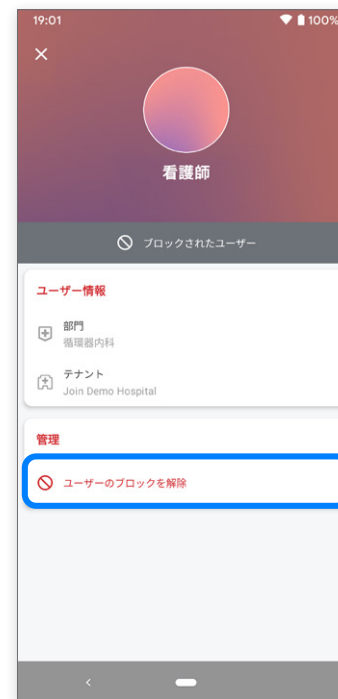 19:01 100%
看護師
ブロックされたユーザー
ユーザー情報
部門
循環器内科
テナント
Join Demo Hospital
管理
ユーザーのブロックを解除